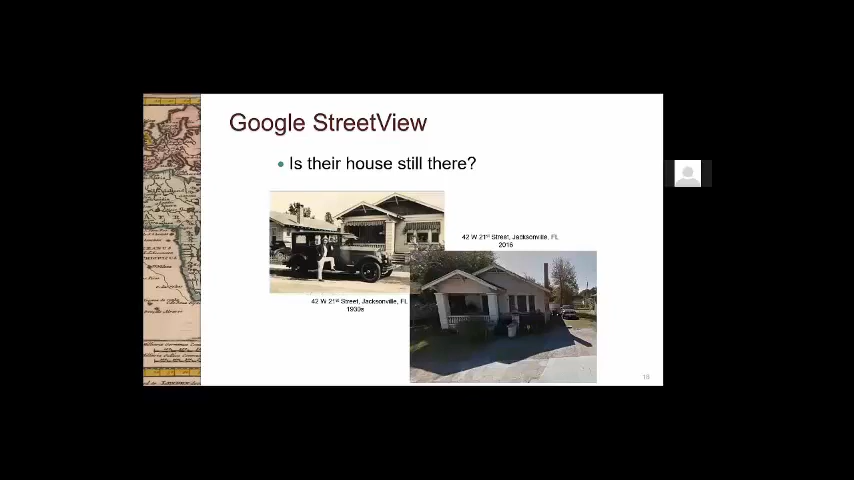 Google StreetView
• Is their house still there?
42 W 21st Street, Jacksonville, FL
2016
42 W 21st Street, Jacksonville, FL
1930s
18